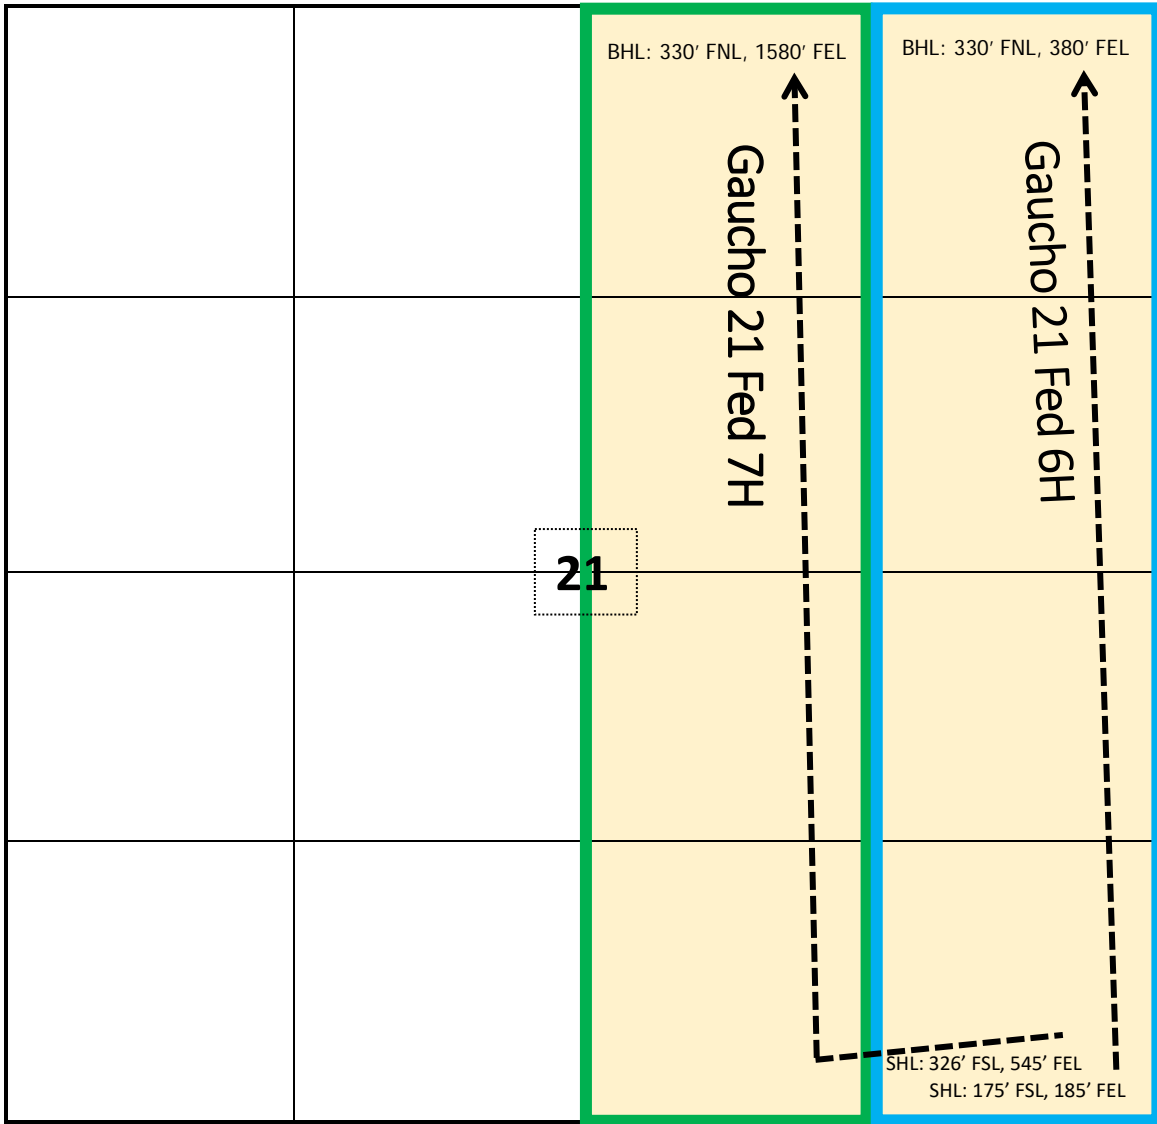 BHL: 330’ FNL, 1580’ FEL
BHL: 330’ FNL, 380’ FEL
Gaucho 21 Fed 7H
Gaucho 21 Fed 6H
21
SHL: 326’ FSL, 545’ FEL
SHL: 175’ FSL, 185’ FEL